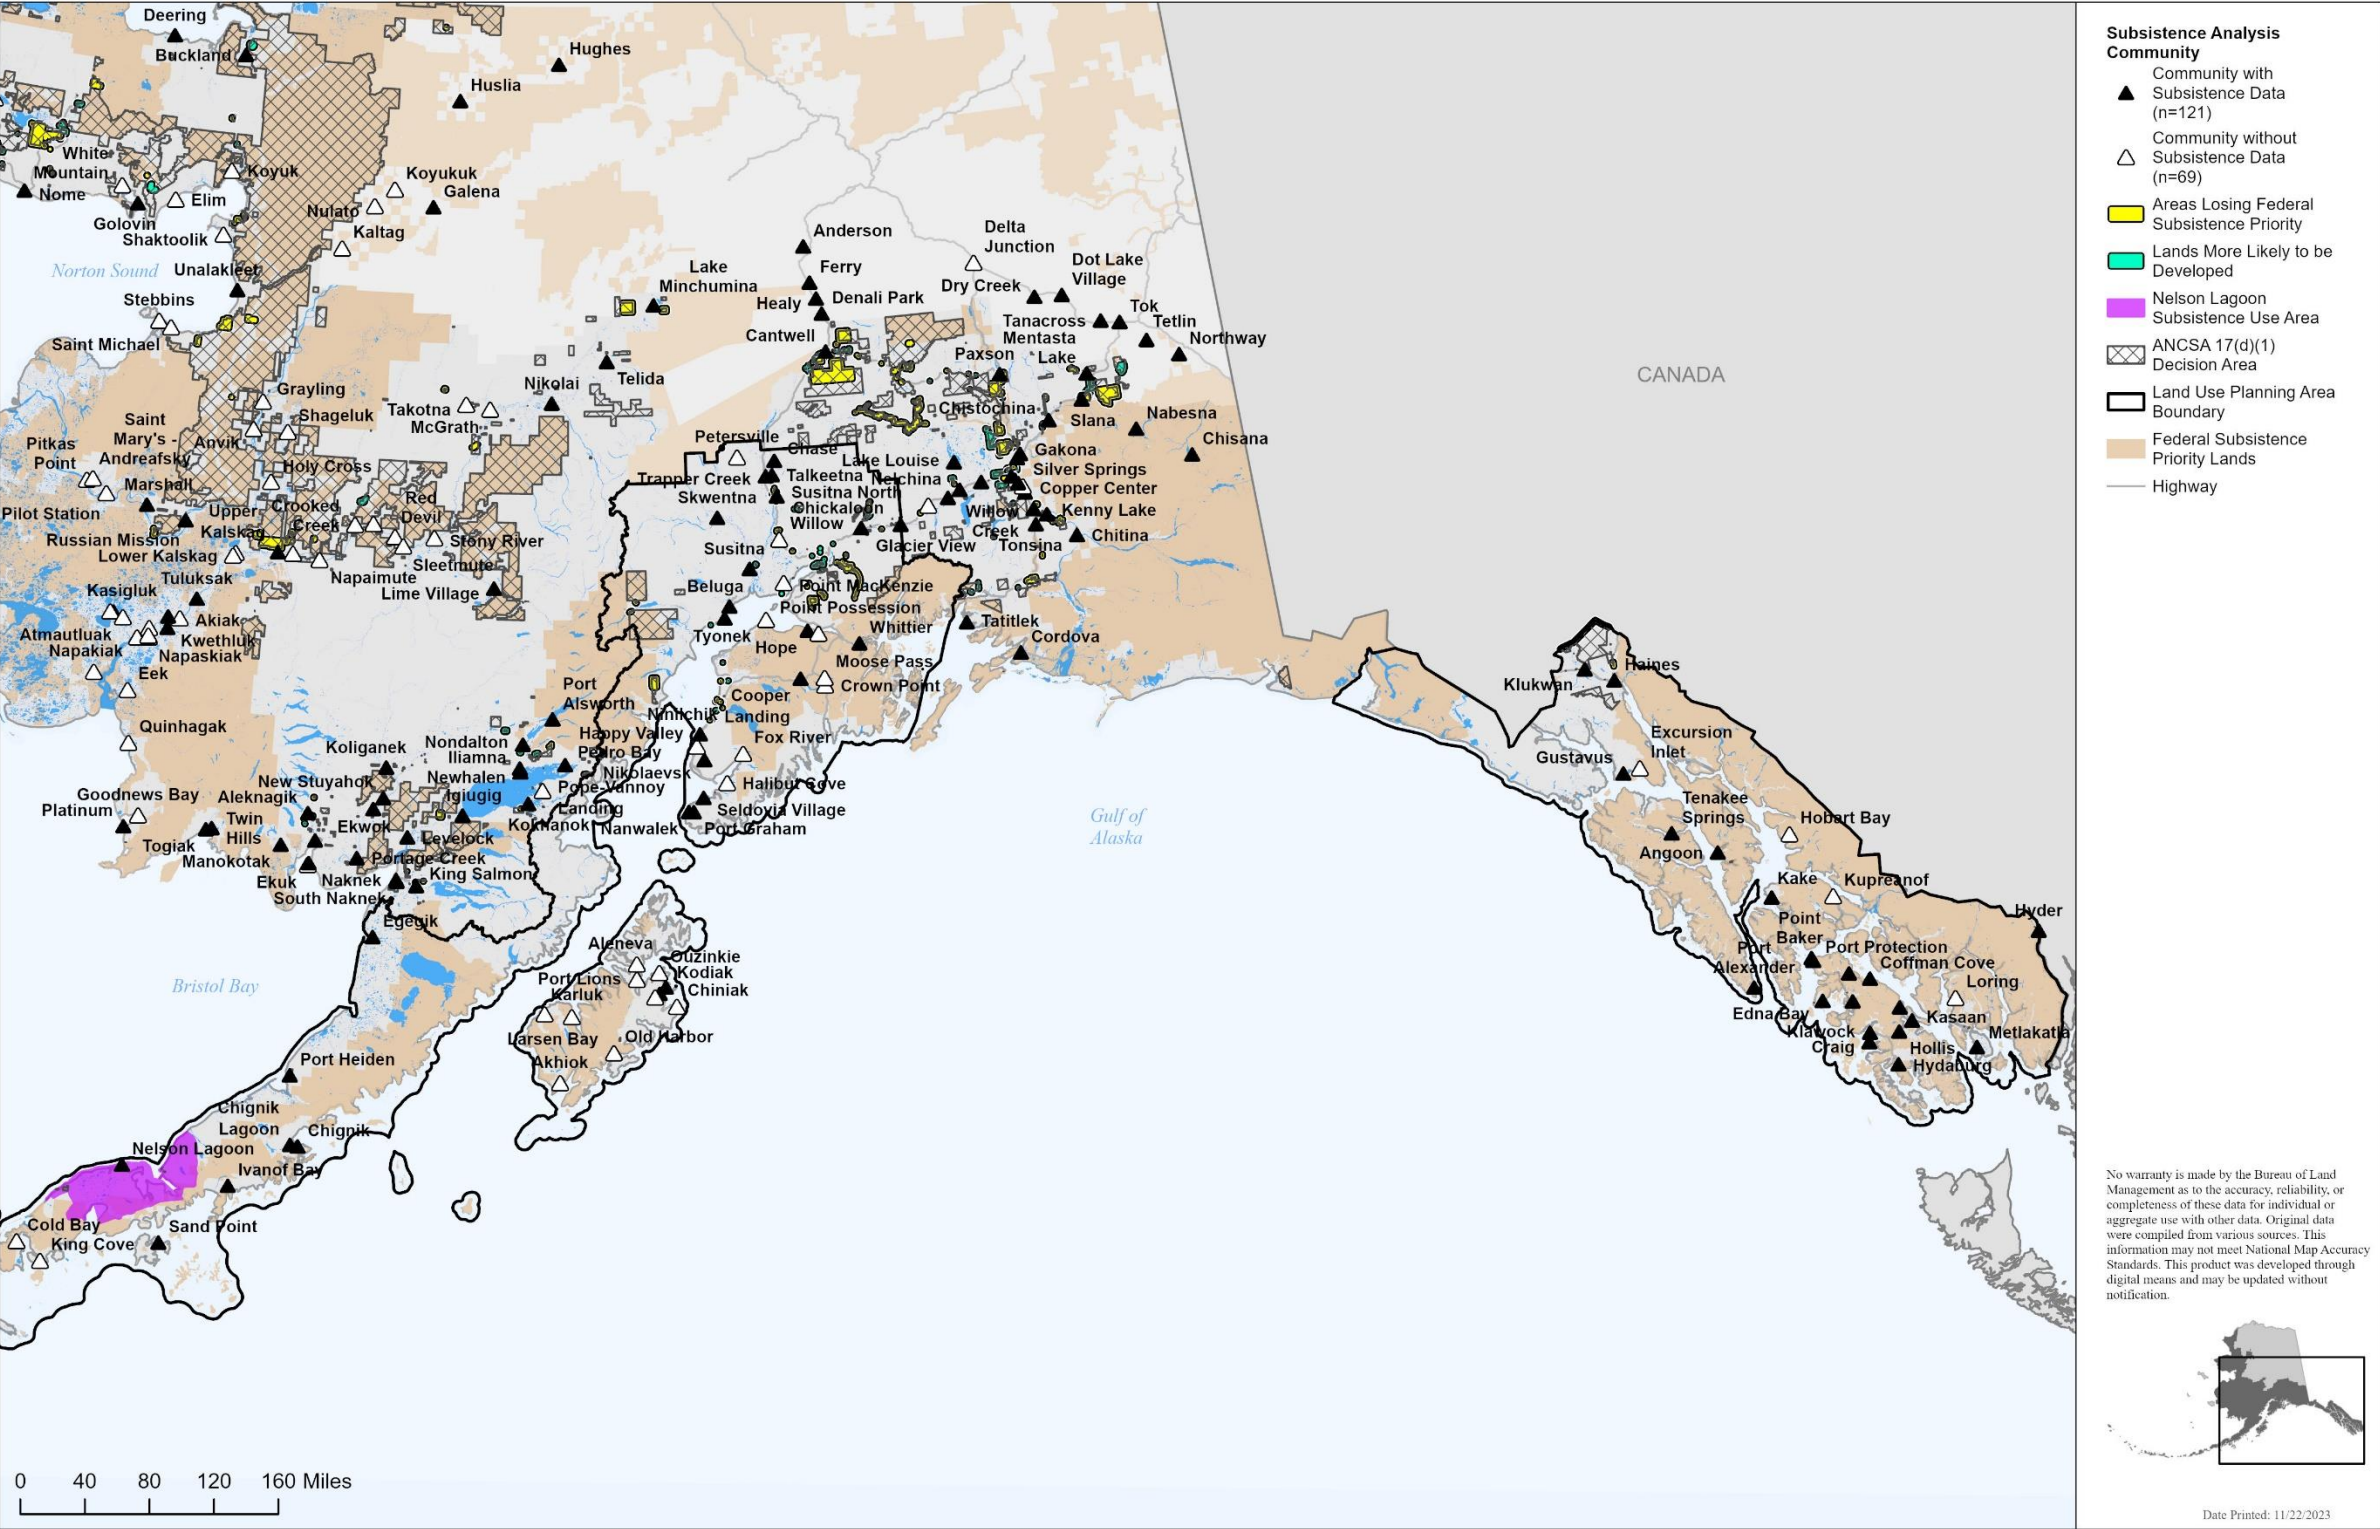 Deering
Buckland
Hughes
Huslia
White
Mountain
Nome
Koyuk
Koyukuk
Galena
Elim
Golovin
Nulato
Shaktoolik
Kaltag
Norton Sound
Unalakleet
Stebbins
Saint Michael
Anderson
Delta
Junction
Lake
Minchumina
Ferry
Dot Lake
Village
Healy
Denali Park
Dry Creek
Tok
Cantwell
Tanacross
Tetlin
Mentasta
Lake
Northway
Paxson
Nikolai
Telida
Grayling
Shageluk
Takotna
McGrath
Chistochina
Slana
Nabesna
Chisana
Saint
Mary's -
Andreafsky
Pitkas
Point
Anvik
Holy Cross
Marshall
Pilot Station
Petersville
Chase
Lake Louise
Gakona
Trapper Creek
Talkeetna
Nelchina
Silver Springs
Skwentna
Susitna North
Copper Center
Chickaloon
Willow
Willow
Creek
Kenny Lake
Upper
Kalskag
Crooked
Creek
Red
Devil
Russian Mission
Lower Kalskag
Stony River
Susitna
Glacier View
Tonsina
Chitina
Tuluksak
Napaimute
Sleetmute
Lime Village
Kasigluk
Beluga
Point MacKenzie
Point Possession
Akiak
Atmautluak
Kwethluk
Napakiak
Napaskiak
Tyonek
Whittier
Tatitlek
Hope
Cordova
Eek
Moose Pass
Crown Point
Port
Alsworth
Cooper
Landing
Quinhagak
Ninilchik
Happy Valley
Fox River
Koliganek
Nondalton
Iliamna
Pedro Bay
Newhalen
Nikolaevsk
New Stuyahok
Igiugig
Pope-Vannoy
Landing
Halibut Cove
Goodnews Bay
Aleknagik
Platinum
Twin
Hills
Ekwok
Kokhanok
Nanwalek
Seldovia Village
Port Graham
Togiak
Manokotak
Levelock
Portage Creek
King Salmon
Ekuk
Naknek
South Naknek
Egegik
Bristol Bay
Aleneva
Ouzinkie
Port Lions
Kodiak
Karluk
Chiniak
Larsen Bay
Old Harbor
Akhiok
Port Heiden
Chignik
Lagoon
Chignik
Nelson Lagoon
Ivanof Bay
Cold Bay
Sand Point
King Cove
Gulf of
Alaska
CANADA
Klukwan
Haines
Excursion
Inlet
Gustavus
Tenakee
Springs
Hobart Bay
Angoon
Kake
Kupreanof
Hyder
Point
Baker
Port
Alexander
Port Protection
Coffman Cove
Loring
Edna Bay
Kasaan
Klawock
Metlakatla
Craig
Hollis
Hydaburg
0 40 80 120 160 Miles
Subsistence Analysis
Community
Community with
Subsistence Data
(n=121)
Community without
Subsistence Data
(n=69)
Areas Losing Federal
Subsistence Priority
Lands More Likely to be
Developed
Nelson Lagoon
Subsistence Use Area
ANCSA 17(d)(1)
Decision Area
Land Use Planning Area
Boundary
Federal Subsistence
Priority Lands
Highway
No warranty is made by the Bureau of Land
Management as to the accuracy, reliability, or
completeness of these data for individual or
aggregate use with other data. Original data
were compiled from various sources. This
information may not meet National Map Accuracy
Standards. This product was developed through
digital means and may be updated without
notification.
Date Printed: 11/22/2023